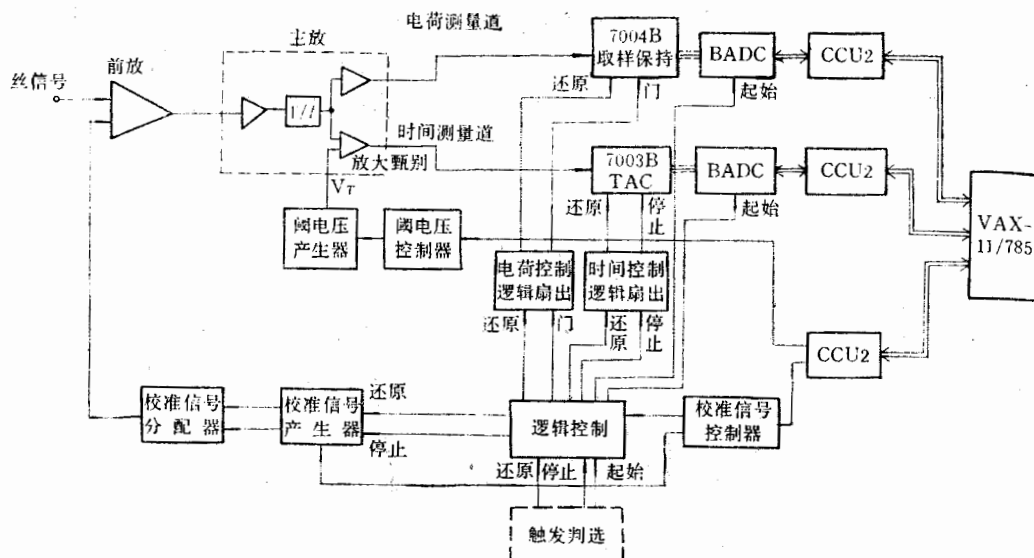 电荷测量道
主放
前放
丝信号
7004B
取样保持
BADC
CCU2
还原
门
起始
时间测量道
放大甄别
V_T
7003B
TAC
BADC
CCU2
还原
停止
起始
VAX-
11/785
阈电压
产生器
阈电压
控制器
电荷控制
逻辑扇出
时间控制
逻辑扇出
还原
门
还原
停止
CCU2
校准信号
分配器
校准信号
产生器
还原
停止
逻辑控制
校准信号
控制器
还原
停止
起始
触发判选